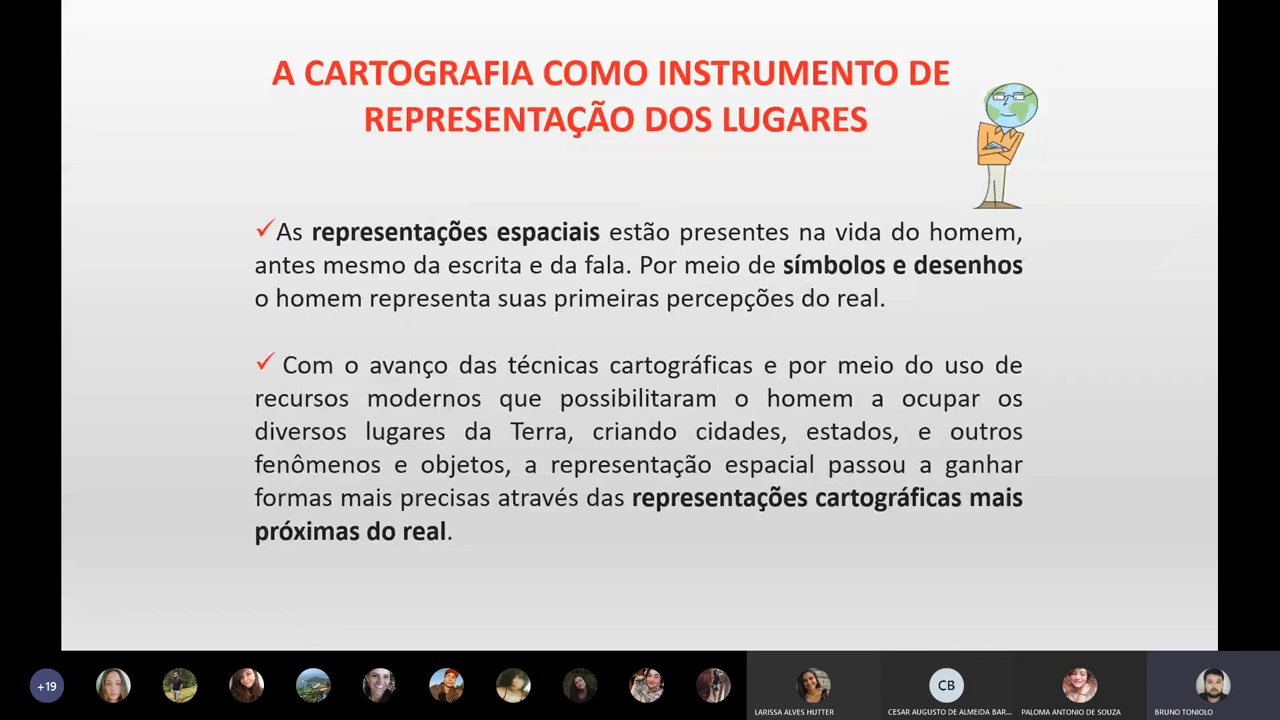 A CARTOGRAFIA COMO INSTRUMENTO DE
REPRESENTAÇÃO DOS LUGARES
✓As representações espaciais estão presentes na vida do homem,
antes mesmo da escrita e da fala. Por meio de símbolos e desenhos
o homem representa suas primeiras percepções do real.
✓ Com o avanço das técnicas cartográficas e por meio do uso de
recursos modernos que possibilitaram o homem a ocupar os
diversos lugares da Terra, criando cidades, estados, e outros
fenômenos e objetos, a representação espacial passou a ganhar
formas mais precisas através das representações cartográficas mais
próximas do real.
+19
CB
LARISSA ALVES HUTTER
CESAR AUGUSTO DE ALMEIDA BAR...
PALOMA ANTONIO DE SOUZA
BRUNO TONIOLO